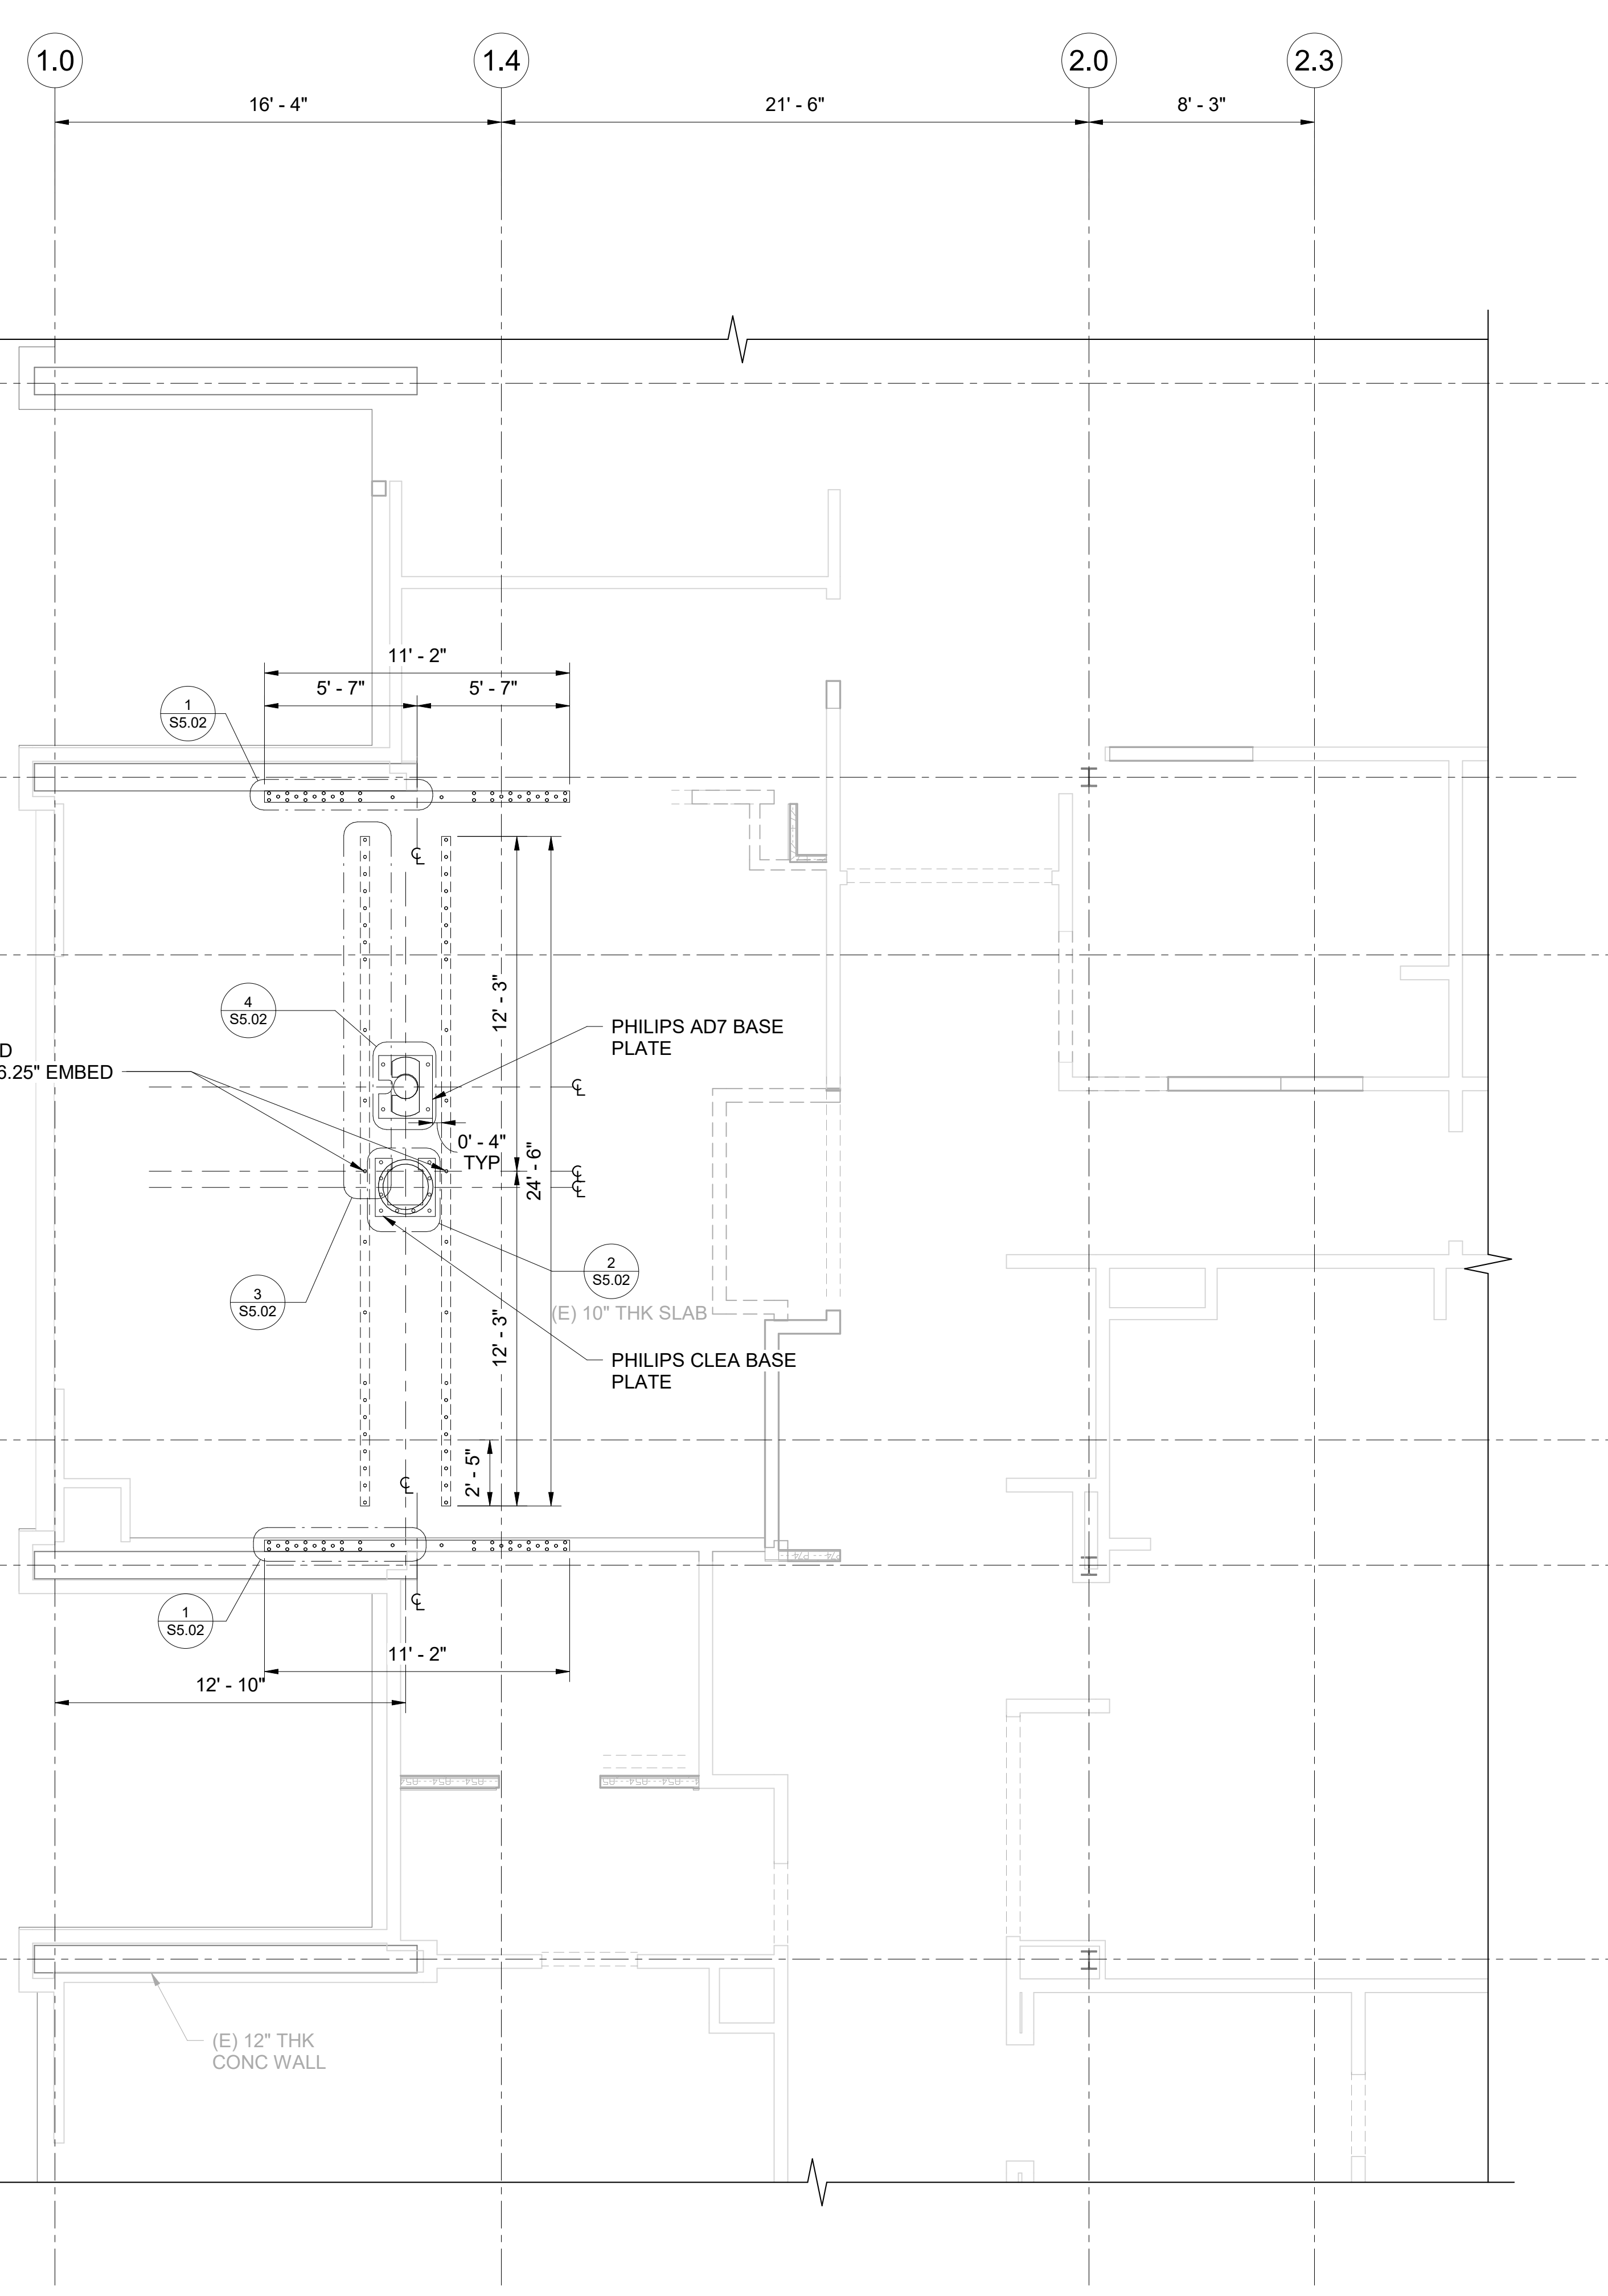 1.0
1.4
2.0
2.3
16' - 4"
21' - 6"
8' - 3"
11' - 2"
5' - 7"
5' - 7"
1
S5.02
℄
12' - 3"
4
S5.02
PHILIPS AD7 BASE
PLATE
D
6.25" EMBED
℄
0' - 4"
TYP
24' - 6"
℄
℄
2
S5.02
3
S5.02
(E) 10" THK SLAB
12' - 3"
PHILIPS CLEA BASE
PLATE
2' - 5"
℄
℄
1
S5.02
11' - 2"
12' - 10"
(E) 12" THK
CONC WALL